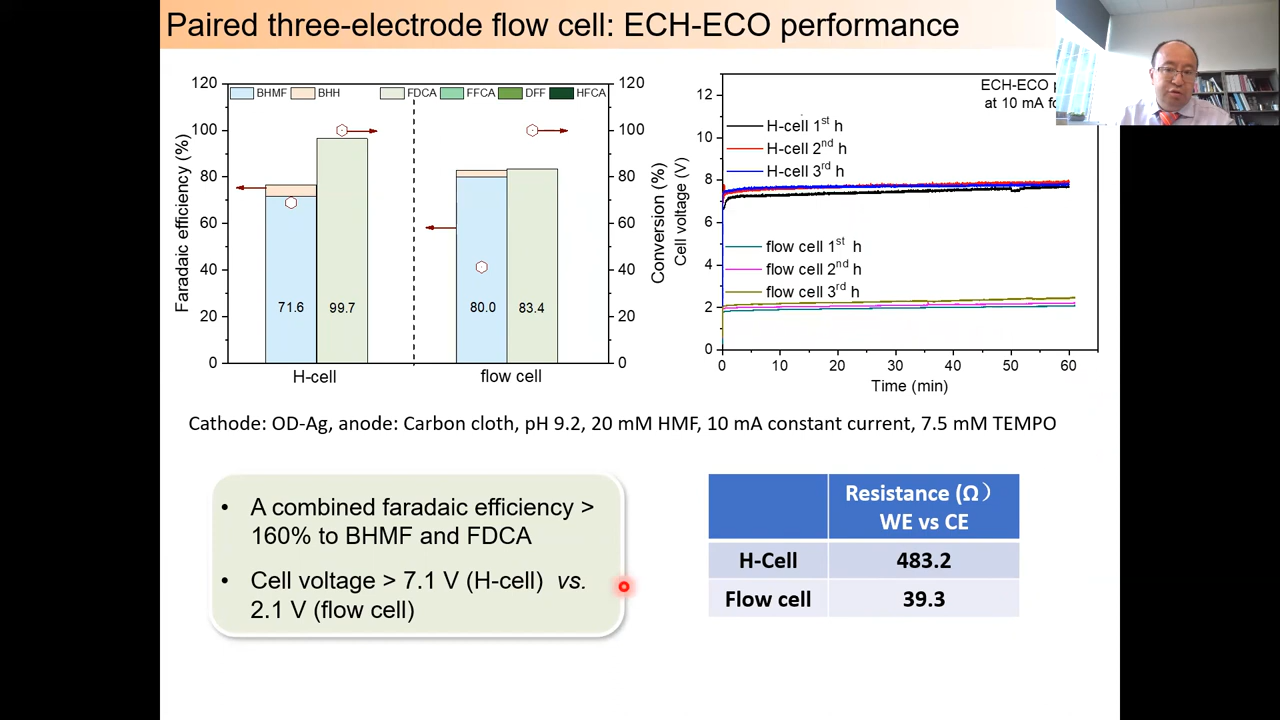 Paired three-electrode flow cell: ECH-ECO performance
120
100
80
60
40
20
0
Faradaic efficiency (%)
BHMF
BHH
FDCA
FFCA
DFF
HFCA
71.6
99.7
80.0
83.4
H-cell
flow cell
120
100
80
60
40
20
0
Conversion (%)
Cell voltage (V)
12
10
8
6
4
2
0
ECH-ECO
at 10 mA
H-cell 1st h
H-cell 2nd h
H-cell 3rd h
flow cell 1st h
flow cell 2nd h
flow cell 3rd h
0
10
20
30
40
50
60
Time (min)
Cathode: OD-Ag, anode: Carbon cloth, pH 9.2, 20 mM HMF, 10 mA constant current, 7.5 mM TEMPO
• A combined faradaic efficiency >
160% to BHMF and FDCA
• Cell voltage > 7.1 V (H-cell) vs.
2.1 V (flow cell)
Resistance (Ω)
WE vs CE
H-Cell 483.2
Flow cell 39.3